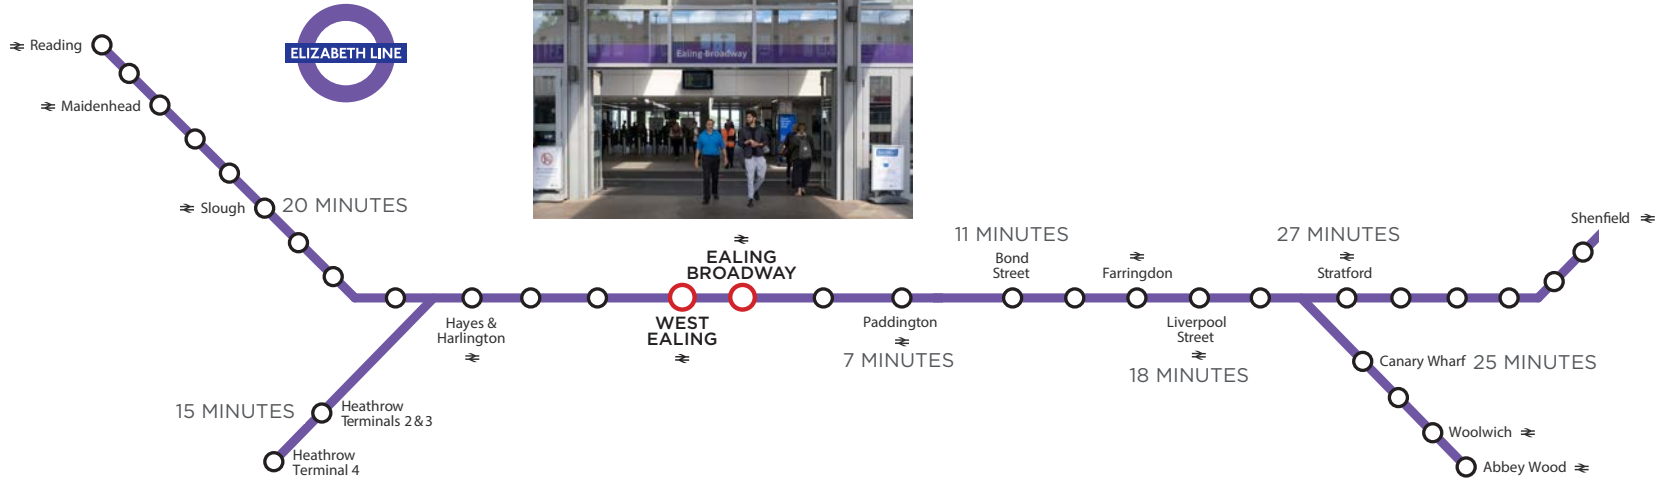 Reading
Maidenhead
Slough
20 MINUTES
ELIZABETH LINE
Ealing Broadway
EALING
BROADWAY
WEST
EALING
Hayes &
Harlington
15 MINUTES
Heathrow
Terminals 2 & 3
Heathrow
Terminal 4
Paddington
7 MINUTES
11 MINUTES
Bond
Street
Farringdon
Liverpool
Street
18 MINUTES
27 MINUTES
Stratford
Shenfield
Canary Wharf
25 MINUTES
Woolwich
Abbey Wood